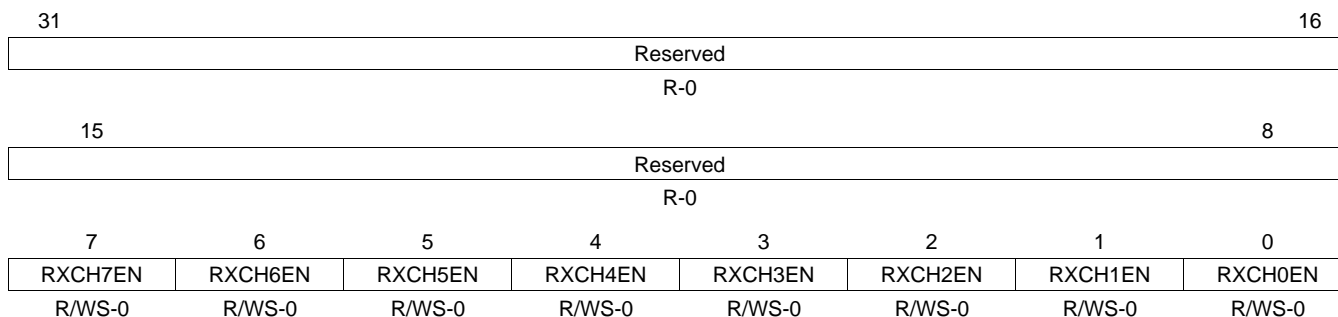 31 16
Reserved
R-0
15 8
Reserved
R-0
7 6 5 4 3 2 1 0
RXCH7EN RXCH6EN RXCH5EN RXCH4EN RXCH3EN RXCH2EN RXCH1EN RXCH0EN
R/WS-0 R/WS-0 R/WS-0 R/WS-0 R/WS-0 R/WS-0 R/WS-0 R/WS-0